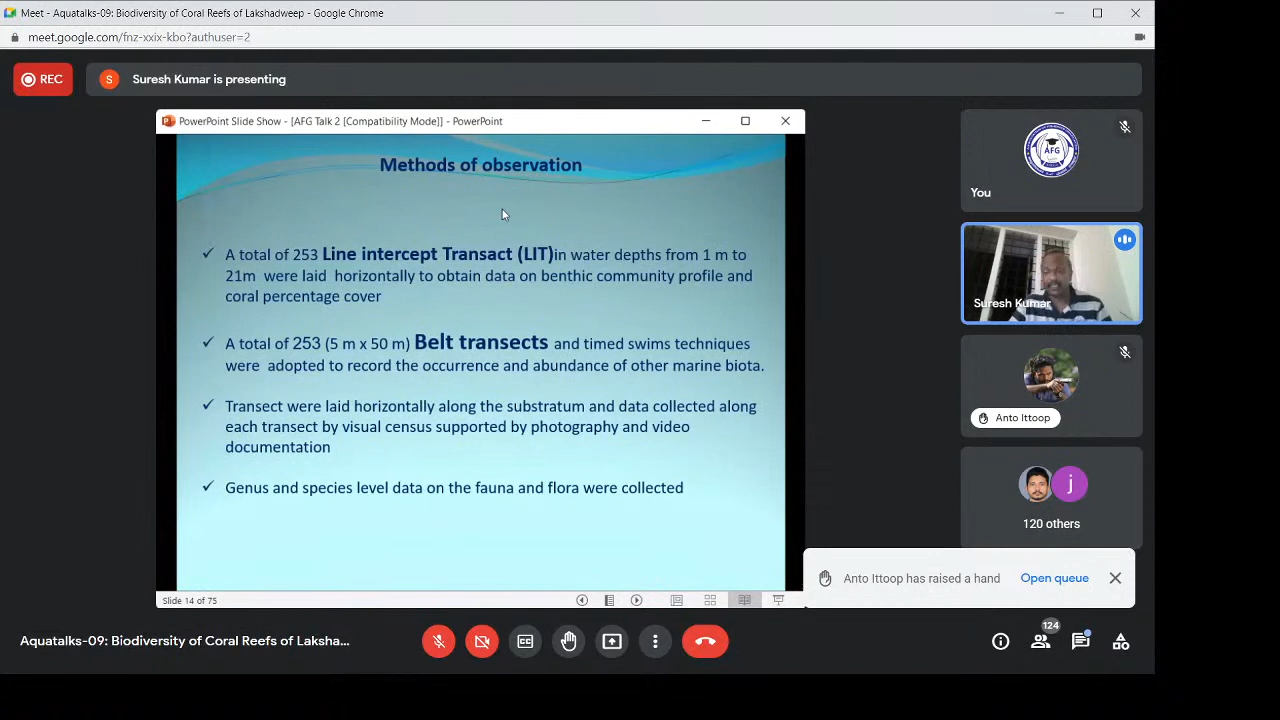 Meet - Aquatalks-09: Biodiversity of Coral Reefs of Lakshadweep - Google Chrome
meet.google.com/fnz-xxix-kbo?authuser=2
REC
S
Suresh Kumar is presenting
PowerPoint Slide Show - [AFG Talk 2 [Compatibility Mode]] - PowerPoint
Methods of observation
✓ A total of 253 Line intercept Transact (LIT)in water depths from 1 m to
21m were laid horizontally to obtain data on benthic community profile and
coral percentage cover
✓ A total of 253 (5 m x 50 m) Belt transects and timed swims techniques
were adopted to record the occurrence and abundance of other marine biota.
✓ Transect were laid horizontally along the substratum and data collected along
each transect by visual census supported by photography and video
documentation
✓ Genus and species level data on the fauna and flora were collected
Slide 14 of 75
AFG
You
Suresh Kumar
Anto Ittoop
j
120 others
Anto Ittoop has raised a hand
Open queue
Aquatalks-09: Biodiversity of Coral Reefs of Laksha...
CC
124